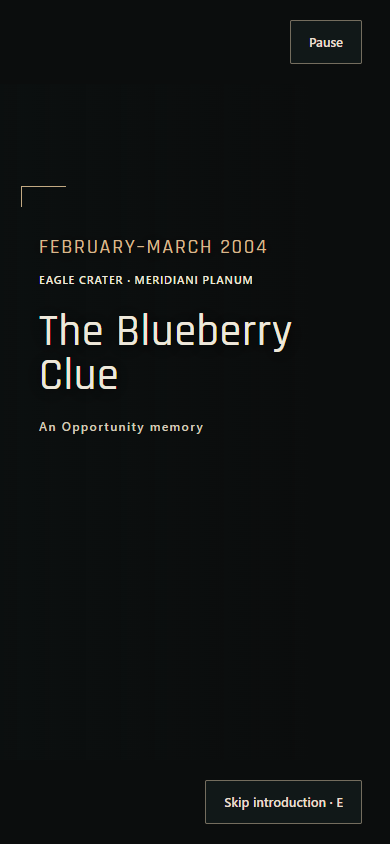 Pause
FEBRUARY–MARCH 2004
EAGLE CRATER · MERIDIANI PLANUM
The Blueberry
Clue
An Opportunity memory
Skip introduction · E